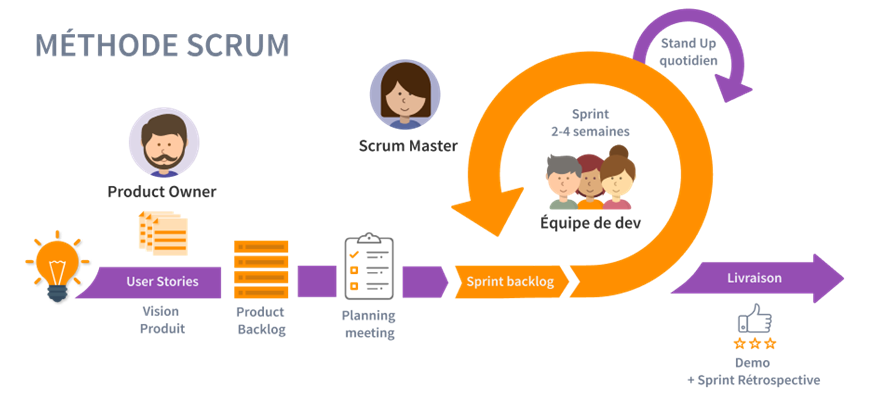 MÉTHODE SCRUM
Stand Up
quotidien
Sprint
2-4 semaines
Scrum Master
Product Owner
Équipe de dev
User Stories
Sprint backlog
Livraison
Vision
Produit
Product
Backlog
Planning
meeting
Demo
+ Sprint Rétrospective